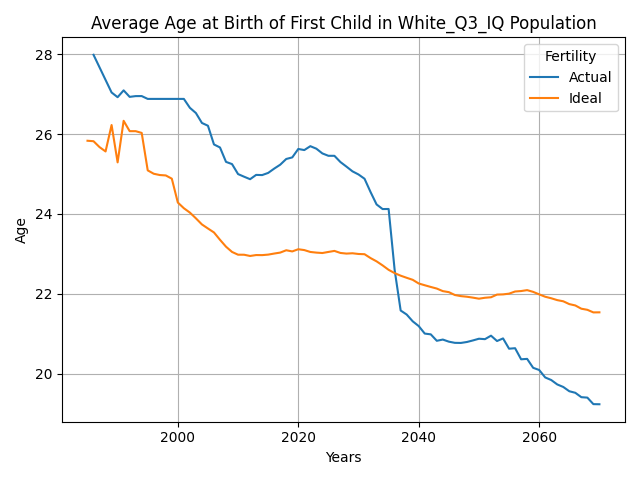 Average Age at Birth of First Child in White_Q3_IQ Population
Fertility
Actual
Ideal
28
26
24
22
20
Age
2000
2020
2040
2060
Years